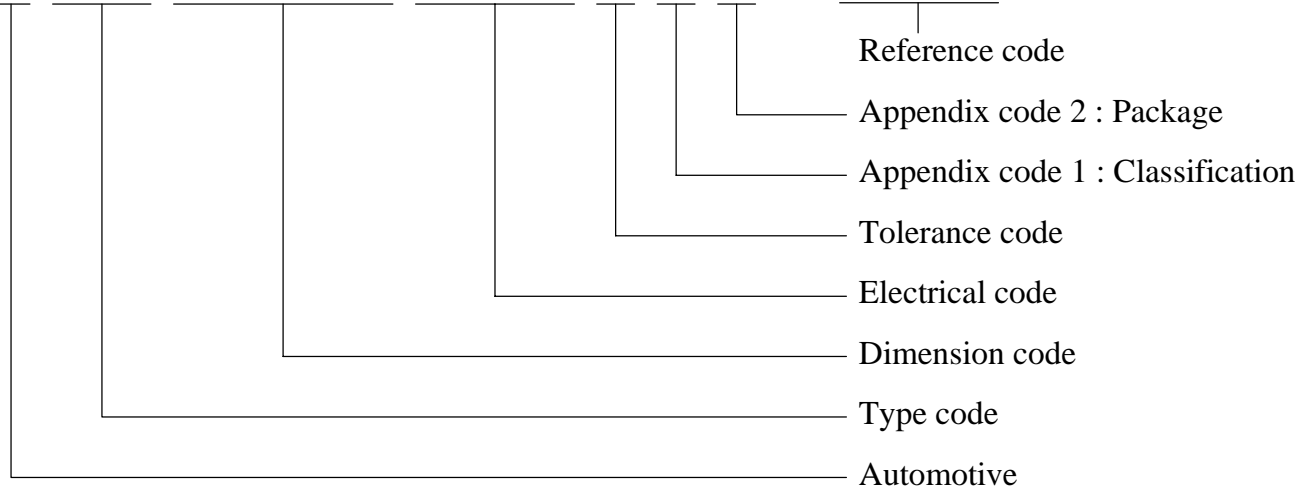 Reference code
Appendix code 2 : Package
Appendix code 1 : Classification
Tolerance code
Electrical code
Dimension code
Type code
Automotive